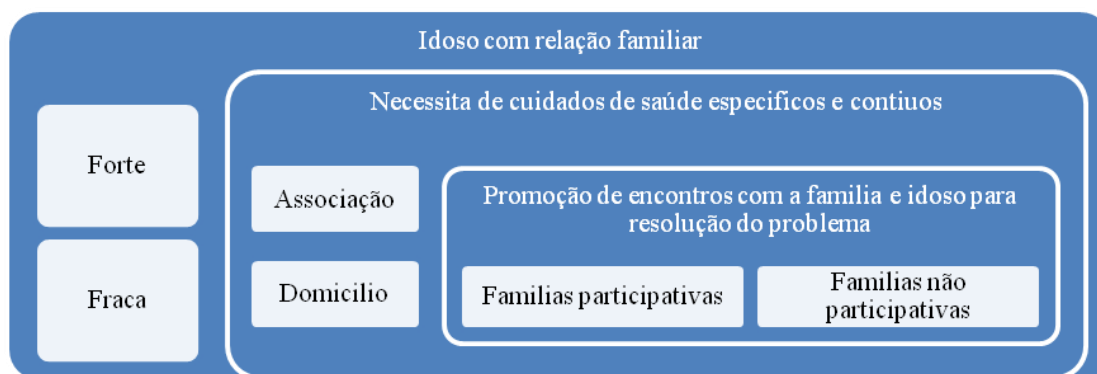 Idoso com relação familiar
Forte
Fraca
Necessita de cuidados de saúde especificos e contiuos
Associação
Domicilio
Promoção de encontros com a familia e idoso para
resolução do problema
Familias participativas
Familias não
participativas